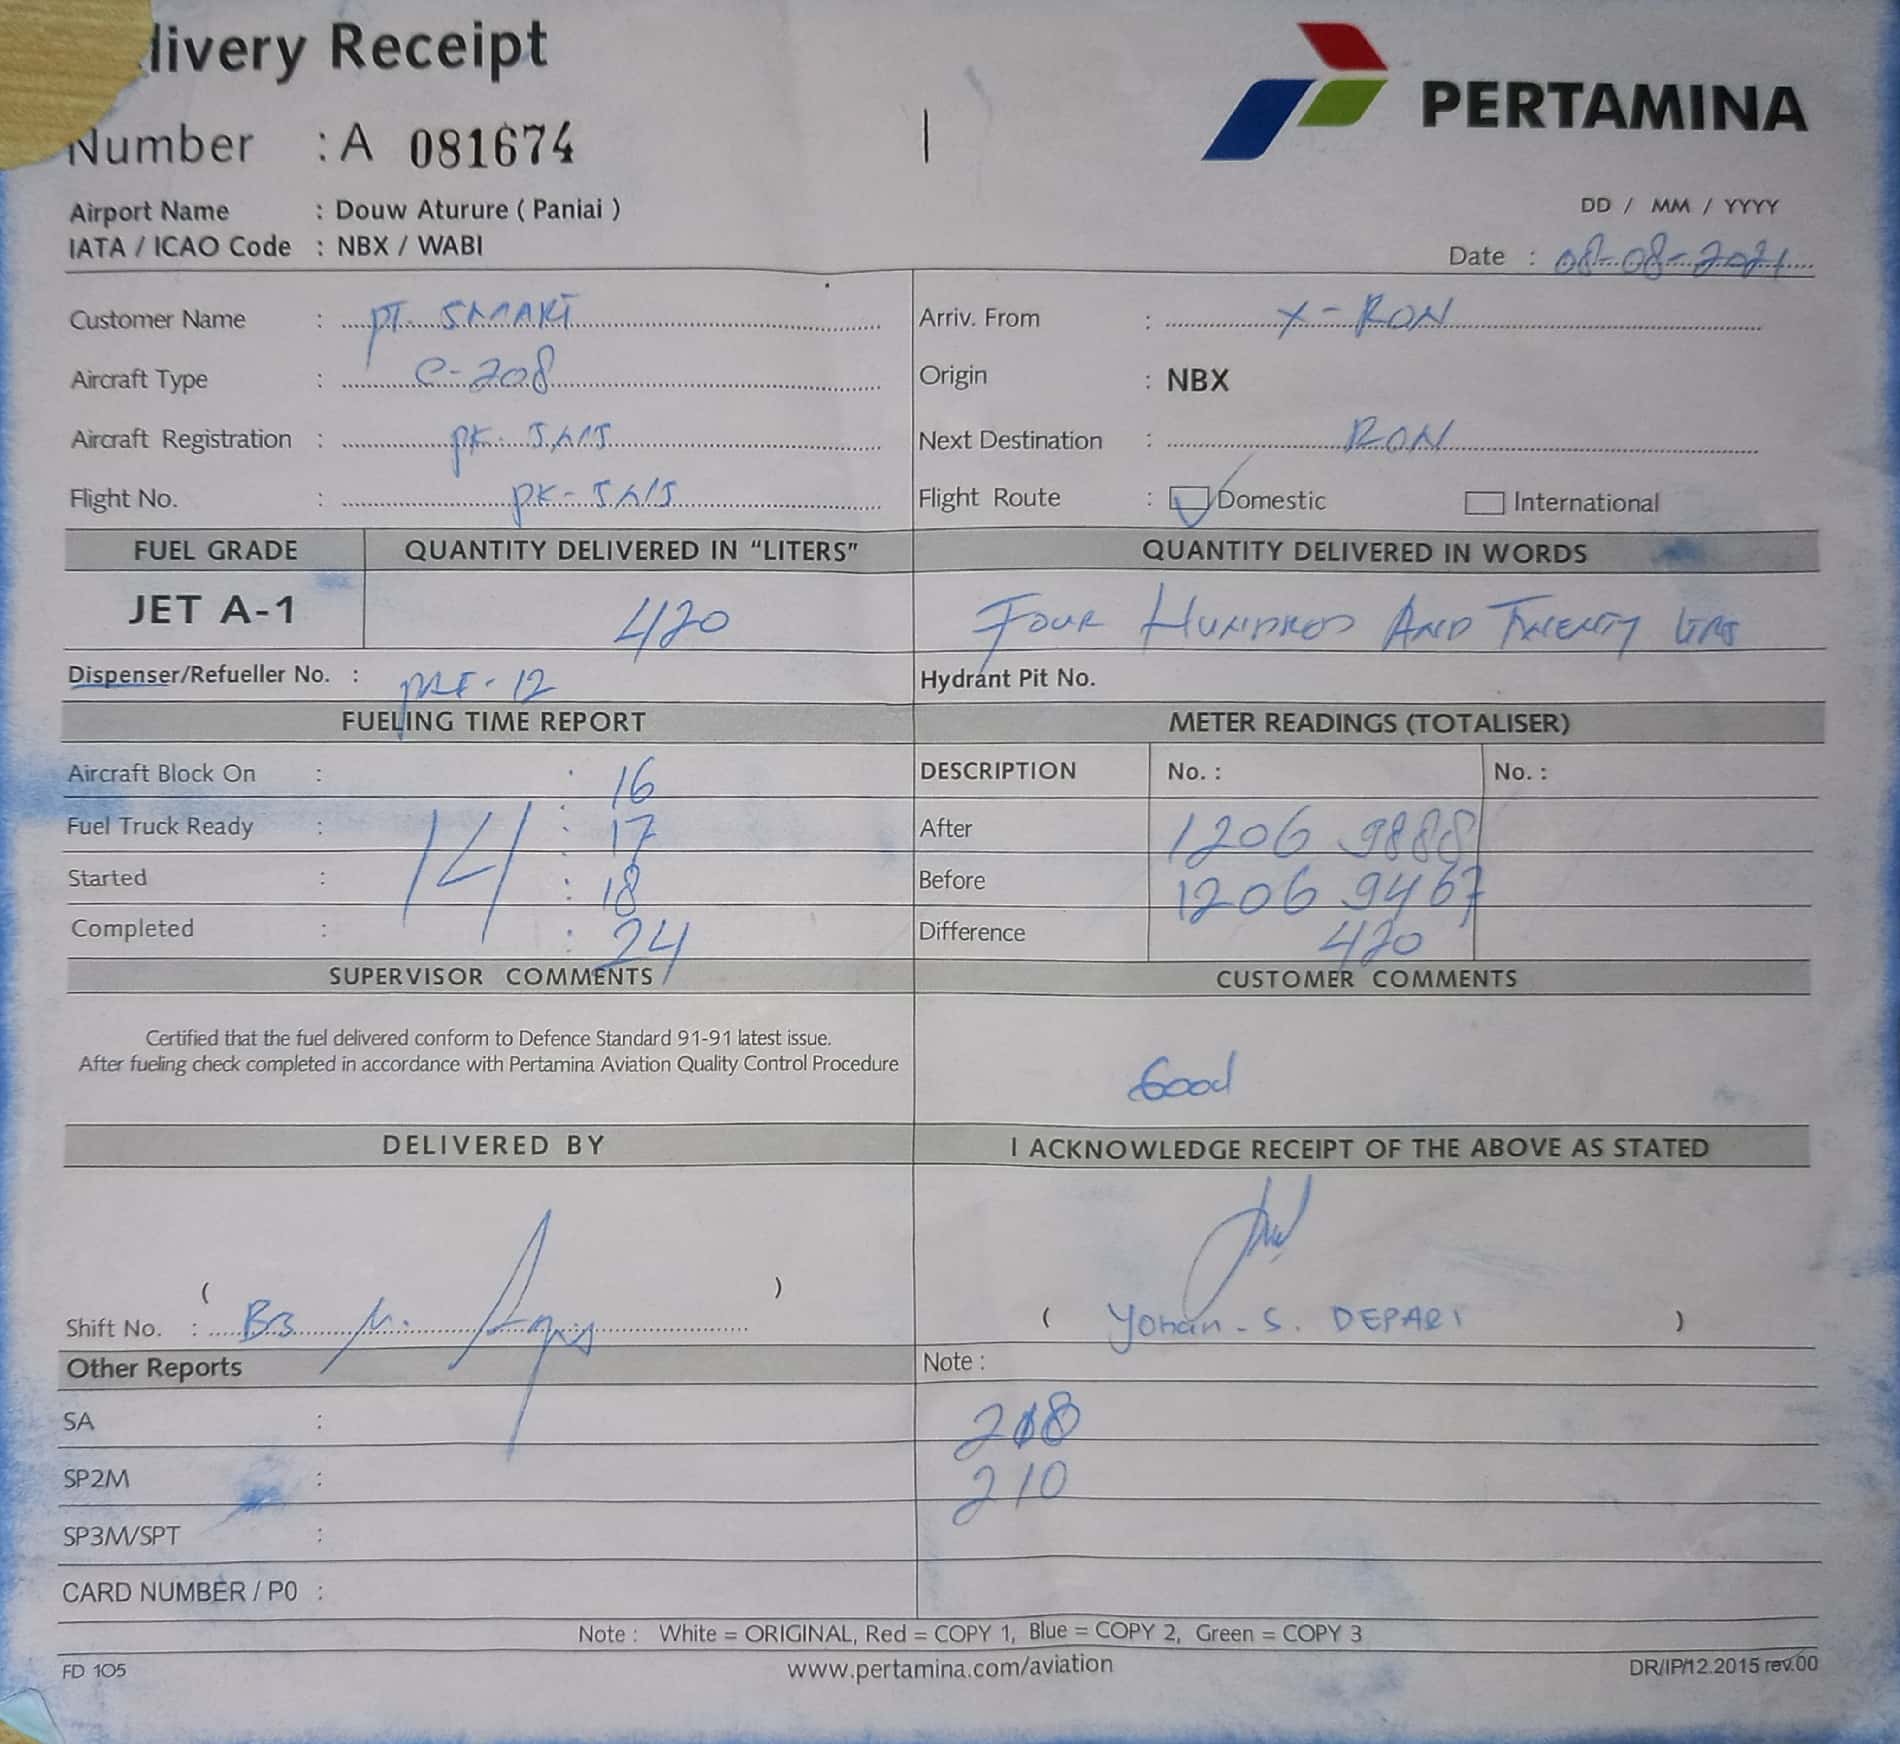 livery Receipt
PERTAMINA
Number : A 081674
Airport Name : Douw Aturure ( Paniai )
DD / MM / YYYY
IATA / ICAO Code : NBX / WABI
Date : 08-08-2021
Customer Name : PT. SMART
Arriv. From : X-RON
Aircraft Type : C-208
Origin : NBX
Aircraft Registration :
Next Destination : RON
Flight No. :
Flight Route : Domestic International
FUEL GRADE QUANTITY DELIVERED IN "LITERS" QUANTITY DELIVERED IN WORDS
JET A-1 420 FOUR HUNDRED AND TWENTY LTRS
Dispenser/Refueller No. :
Hydrant Pit No.
FUELING TIME REPORT METER READINGS (TOTALISER)
Aircraft Block On : : 16
DESCRIPTION No. : No. :
Fuel Truck Ready : 14 : 17
After 1206 9888
Started : : 18
Before 1206 9467
Completed : : 24
Difference 420
SUPERVISOR COMMENTS CUSTOMER COMMENTS
Certified that the fuel delivered conform to Defence Standard 91-91 latest issue.
After fueling check completed in accordance with Pertamina Aviation Quality Control Procedure
Good
DELIVERED BY I ACKNOWLEDGE RECEIPT OF THE ABOVE AS STATED
( )
Shift No. :
( Yohan - S. DEPARI )
Other Reports
Note :
SA : 208
SP2M : 210
SP3M/SPT :
CARD NUMBER / PO :
Note : White = ORIGINAL, Red = COPY 1, Blue = COPY 2, Green = COPY 3
FD 105 www.pertamina.com/aviation DR/IP/12.2015 rev.00